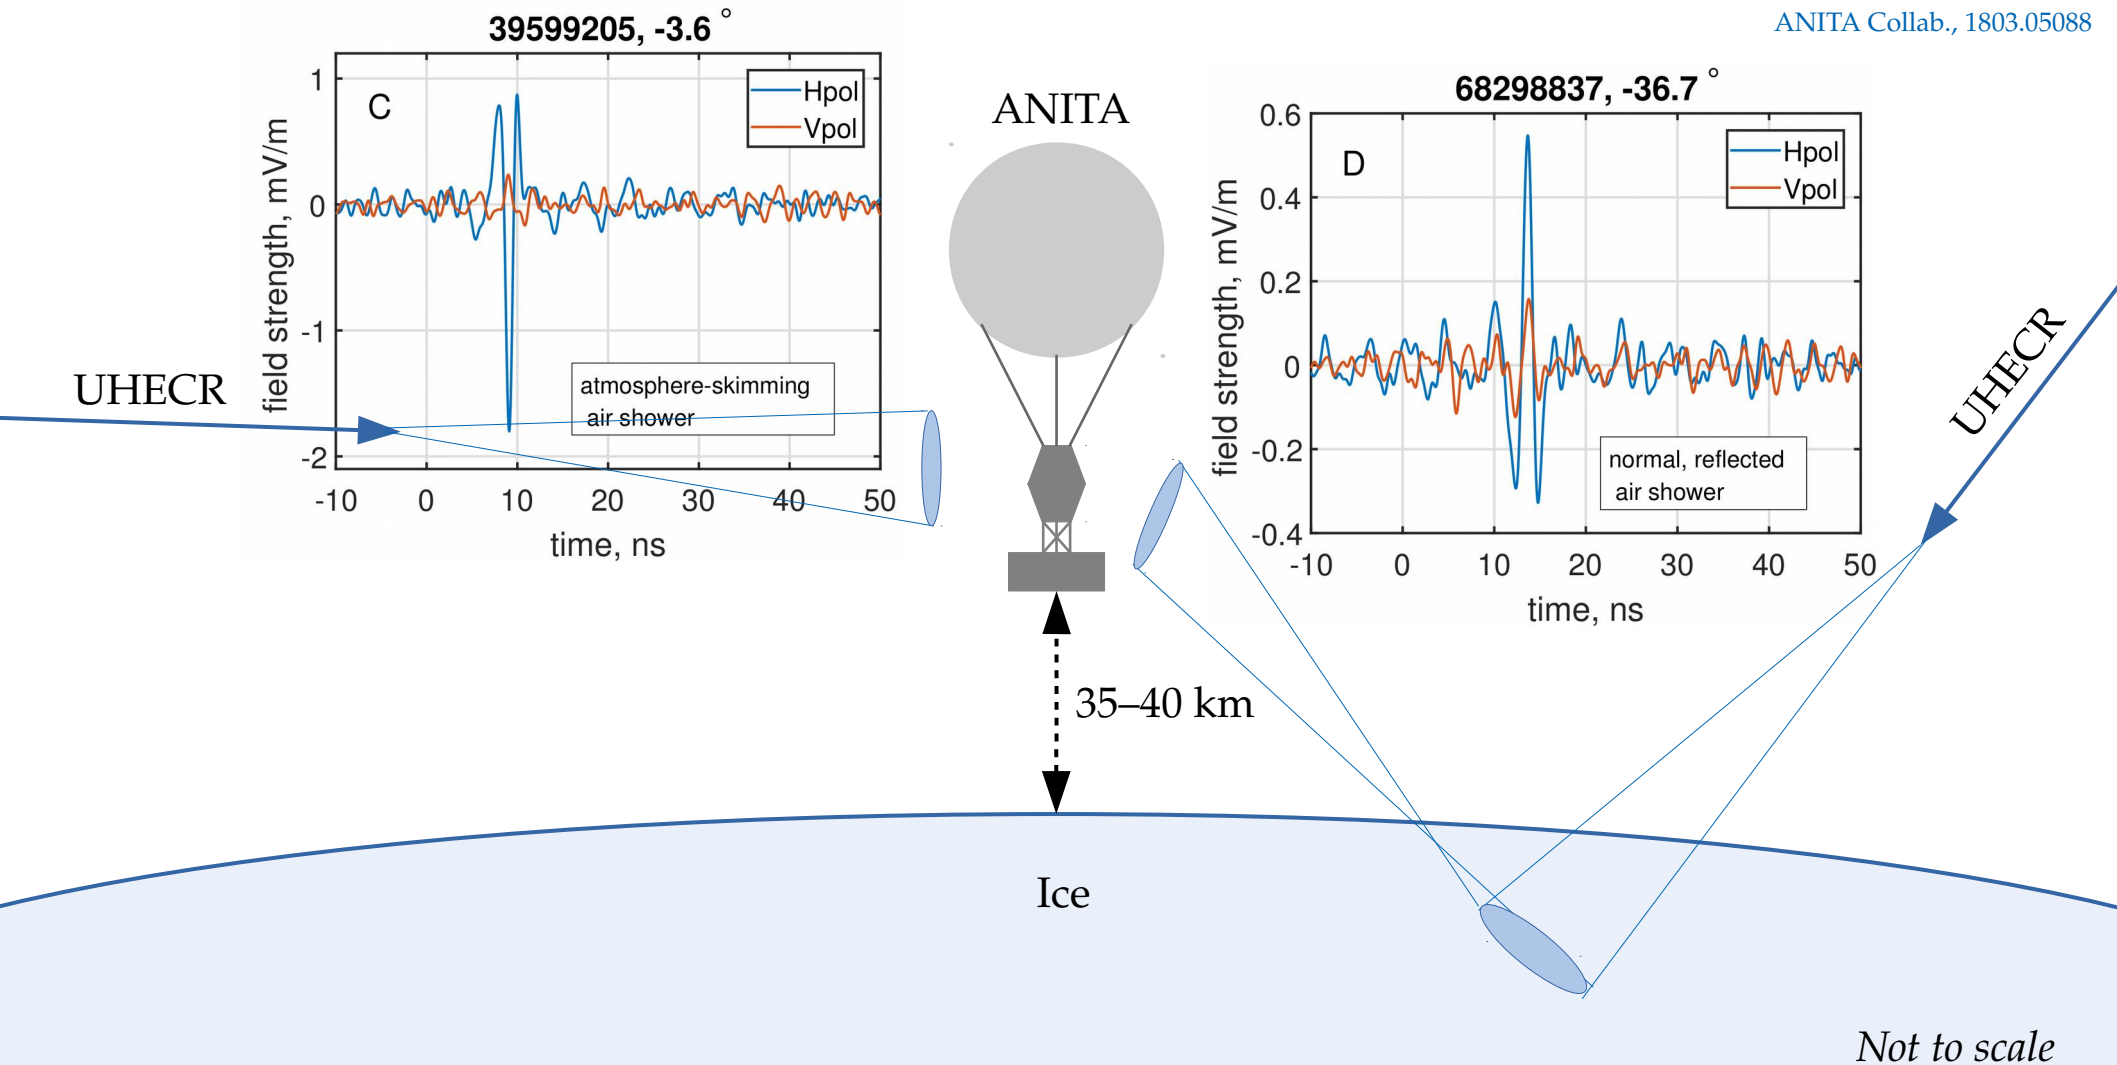 ANITA Collab., 1803.05088
39599205, -3.6 °
C
Hpol
Vpol
1
0
-1
-2
field strength, mV/m
-10 0 10 20 30 40 50
time, ns
atmosphere-skimming
air shower
UHECR
ANITA
68298837, -36.7 °
D
Hpol
Vpol
0.6
0.4
0.2
0
-0.2
-0.4
field strength, mV/m
-10 0 10 20 30 40 50
time, ns
normal, reflected
air shower
UHECR
35–40 km
Ice
Not to scale